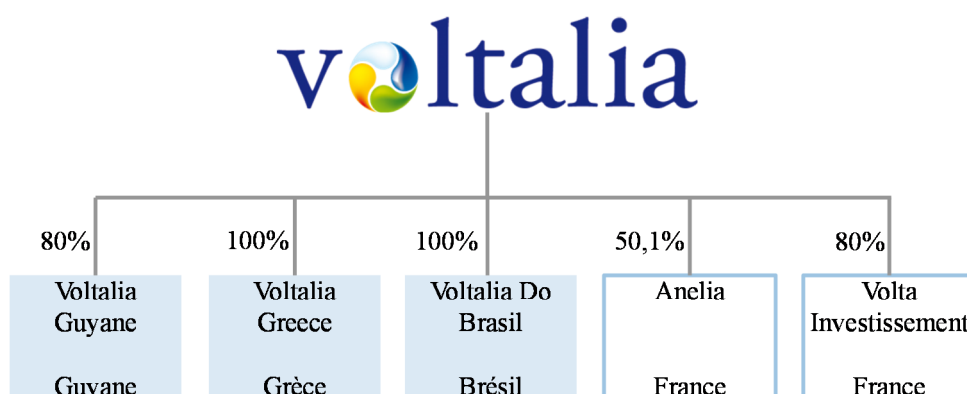 voltalia
80% 100% 100% 50,1% 80%
Voltalia Voltalia Voltalia Do Anelia Volta
Guyane Greece Brasil Investissement
Guyane Grèce Brésil France France